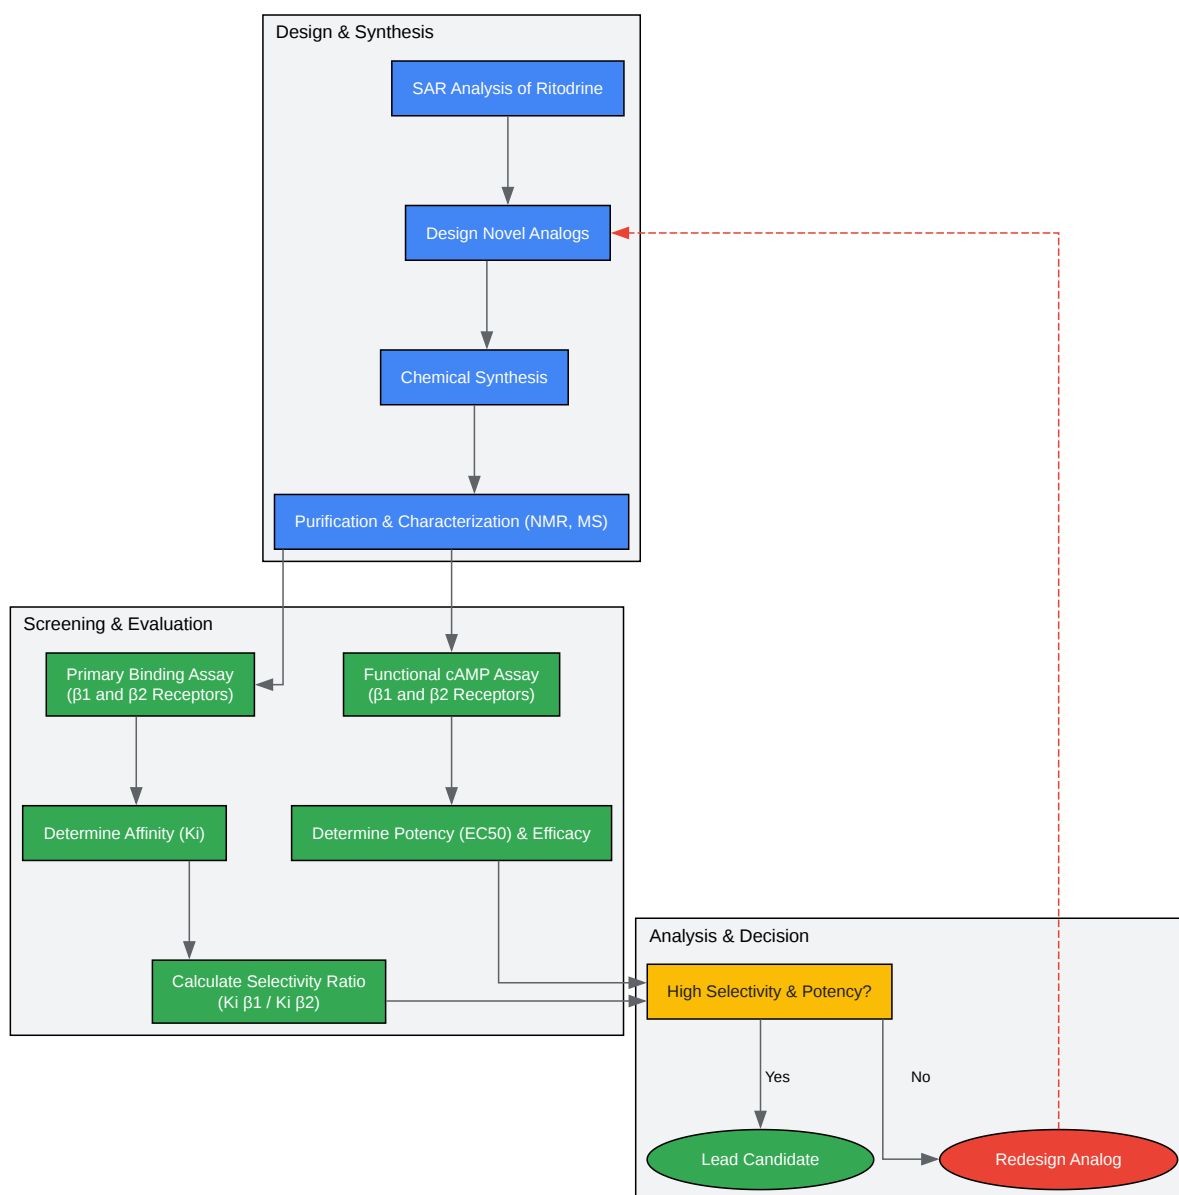 Design & Synthesis
SAR Analysis of Ritodrine
Design Novel Analogs
Chemical Synthesis
Purification & Characterization (NMR, MS)
Screening & Evaluation
Primary Binding Assay
(β1 and β2 Receptors)
Functional cAMP Assay
(β1 and β2 Receptors)
Determine Affinity (Ki)
Determine Potency (EC50) & Efficacy
Calculate Selectivity Ratio
(Ki β1 / Ki β2)
Analysis & Decision
High Selectivity & Potency?
Yes
No
Lead Candidate
Redesign Analog